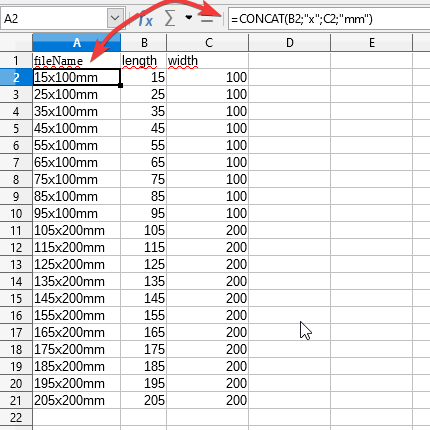 A2 fx Σ = =CONCAT(B2;"x";C2;"mm")
A B C D E F
1 fileName length width
2 15x100mm 15 100
3 25x100mm 25 100
4 35x100mm 35 100
5 45x100mm 45 100
6 55x100mm 55 100
7 65x100mm 65 100
8 75x100mm 75 100
9 85x100mm 85 100
10 95x100mm 95 100
11 105x200mm 105 200
12 115x200mm 115 200
13 125x200mm 125 200
14 135x200mm 135 200
15 145x200mm 145 200
16 155x200mm 155 200
17 165x200mm 165 200
18 175x200mm 175 200
19 185x200mm 185 200
20 195x200mm 195 200
21 205x200mm 205 200
22